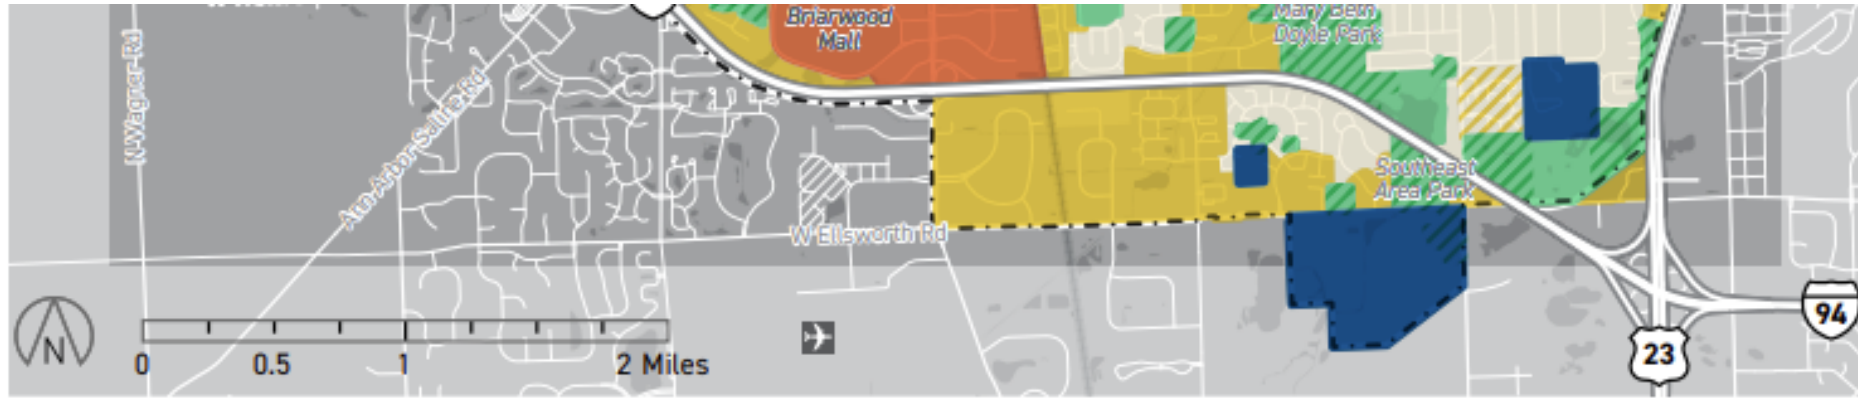 Briarwood
Mall
Mary Beth
Doyle Park
N Wagner Rd
Ann Arbor Saline Rd
Southeast
Area Park
W Ellsworth Rd
N
0
0.5
1
2 Miles
94
23